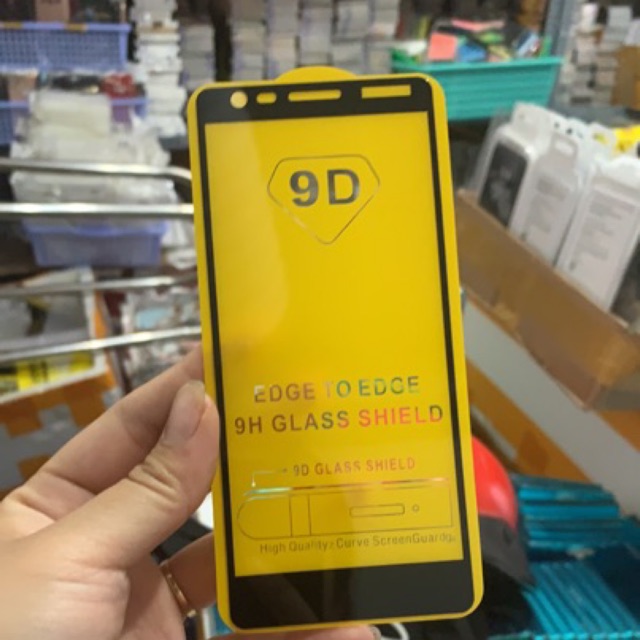 9D
EDGE TO EDGE
9H GLASS SHIELD
9D GLASS SHIELD
High Quality: Curve ScreenGuard